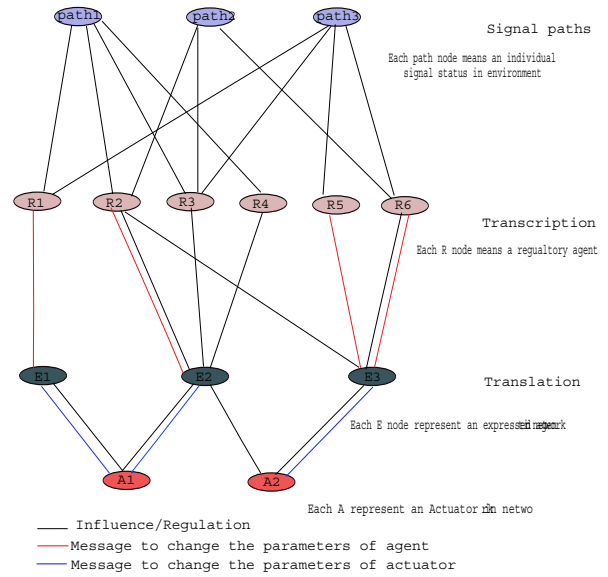 path1 path2 path3
Signal paths
Each path node means an individual
signal status in environment
R1 R2 R3 R4 R5 R6
Transcription
Each R node means a regualtory agent
E1 E2 E3
Translation
Each E node represent an expressed
A1 A2
Each A represent an Actuator in netwo
Influence/Regulation
Message to change the parameters of agent
Message to change the parameters of actuator